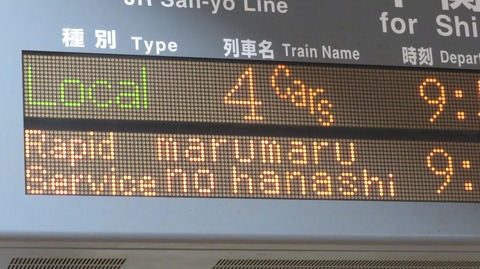 JR San-yo Line
for Shi
種別 Type 列車名 Train Name 時刻 Depar
Local 4 Cars 9:
Rapid Service marumaru no hanashi 9: